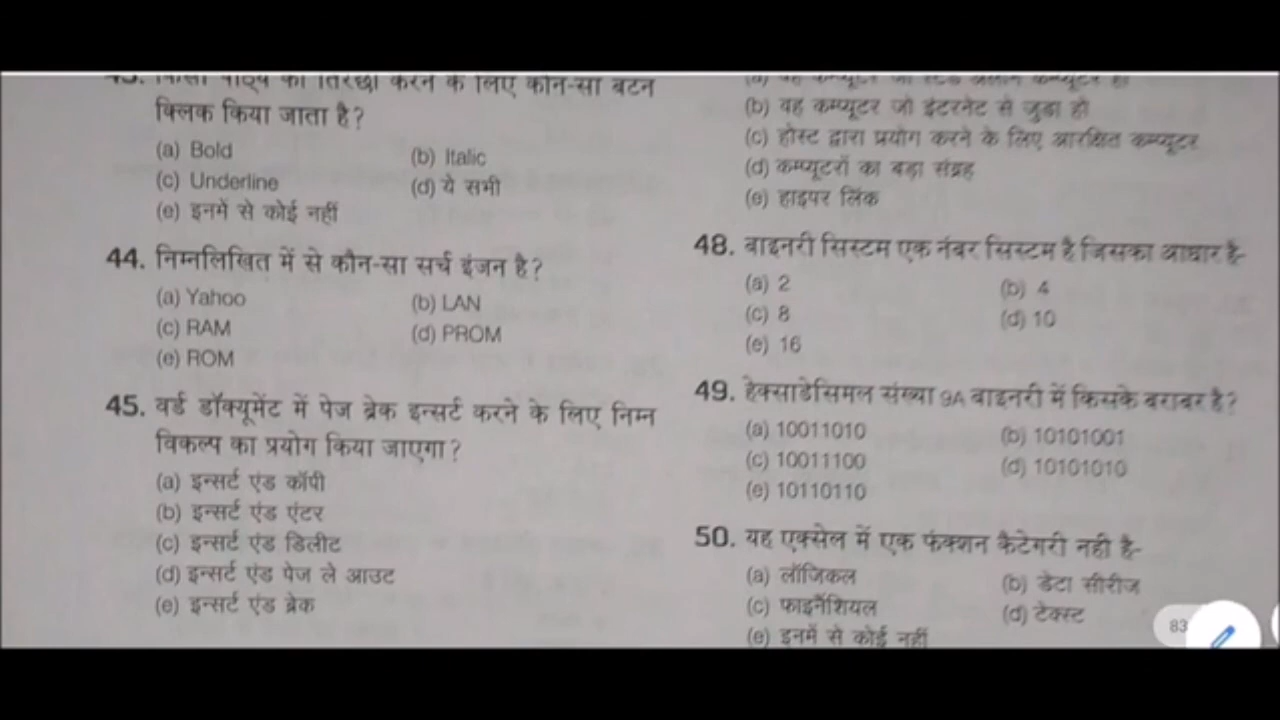 43. किसी पाठ्य को तिरछा करने के लिए कौन-सा बटन
क्लिक किया जाता है?
(a) Bold
(b) Italic
(c) Underline
(d) ये सभी
(e) इनमें से कोई नहीं
44. निम्नलिखित में से कौन-सा सर्च इंजन है?
(a) Yahoo
(b) LAN
(c) RAM
(d) PROM
(e) ROM
45. वर्ड डॉक्यूमेंट में पेज ब्रेक इन्सर्ट करने के लिए निम्न
विकल्प का प्रयोग किया जाएगा?
(a) इन्सर्ट एंड कॉपी
(b) इन्सर्ट एंड एंटर
(c) इन्सर्ट एंड डिलीट
(d) इन्सर्ट एंड पेज ले आउट
(e) इन्सर्ट एंड ब्रेक
(b) वह कम्प्यूटर जो इंटरनेट से जुड़ा हो
(c) होस्ट द्वारा प्रयोग करने के लिए आरक्षित कम्प्यूटर
(d) कम्प्यूटरों का बड़ा संग्रह
(e) हाइपर लिंक
48. बाइनरी सिस्टम एक नंबर सिस्टम है जिसका आधार है-
(a) 2
(b) 4
(c) 8
(d) 10
(e) 16
49. हेक्साडेसिमल संख्या 9A बाइनरी में किसके बराबर है?
(a) 10011010
(b) 10101001
(c) 10011100
(d) 10101010
(e) 10110110
50. यह एक्सेल में एक फंक्शन कैटेगरी नही है-
(a) लॉजिकल
(b) डेटा सीरीज
(c) फाइनैंशियल
(d) टेक्स्ट
(e) इनमें से कोई नहीं
83